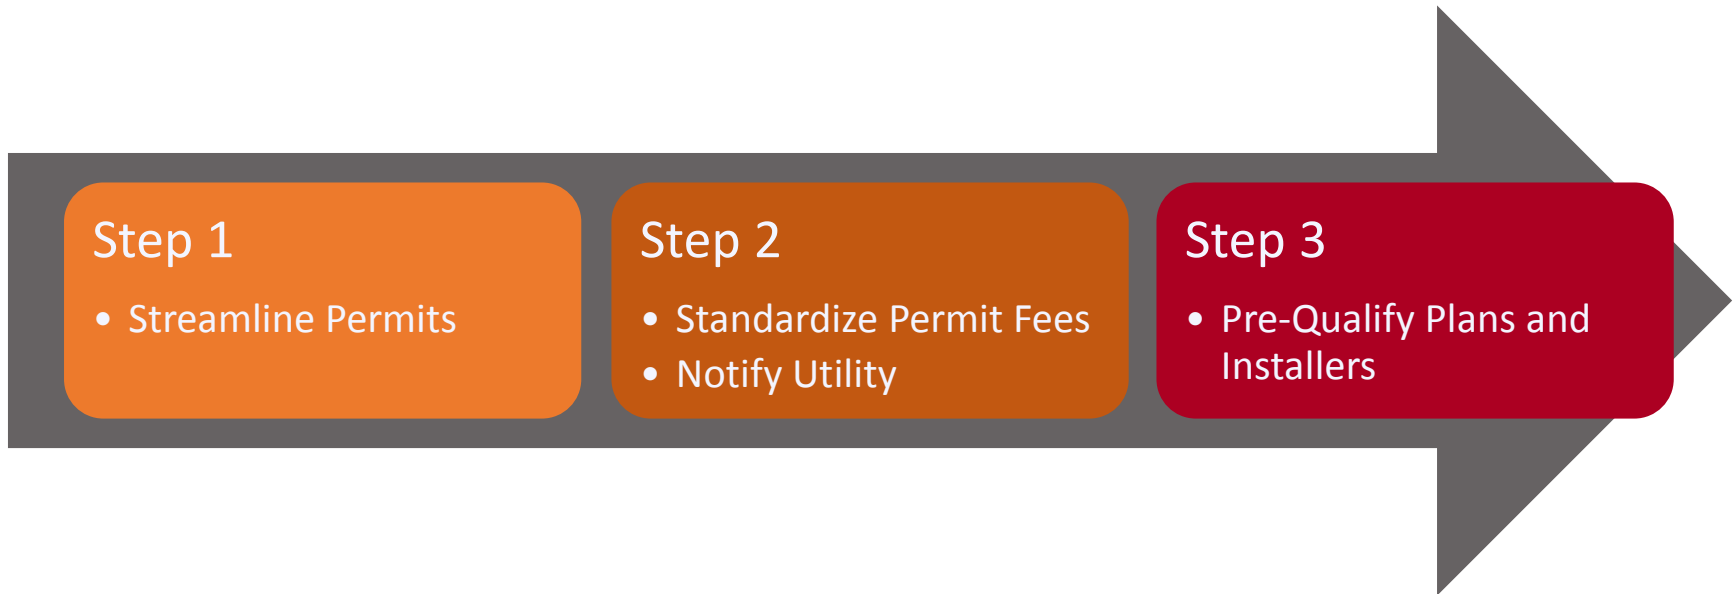 Step 1
• Streamline Permits
Step 2
• Standardize Permit Fees
• Notify Utility
Step 3
• Pre-Qualify Plans and
Installers